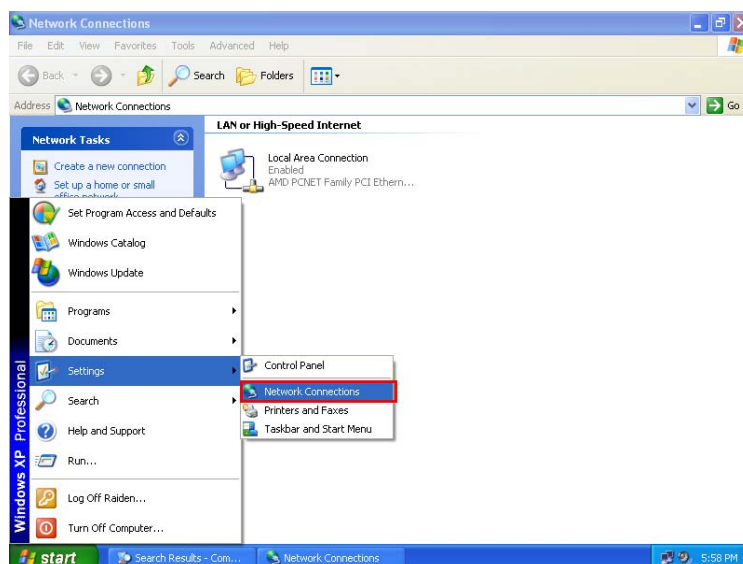 Network Connections
File Edit View Favorites Tools Advanced Help
Back Search Folders
Address Network Connections Go
Network Tasks
Create a new connection
Set up a home or small
office network
LAN or High-Speed Internet
Local Area Connection
Enabled
AMD PCNET Family PCI Ethern...
Set Program Access and Defaults
Windows Catalog
Windows Update
Programs
Documents
Settings
Search
Help and Support
Run...
Log Off Raiden...
Turn Off Computer...
Windows XP Professional
Control Panel
Network Connections
Printers and Faxes
Taskbar and Start Menu
start Search Results - Com... Network Connections 5:58 PM